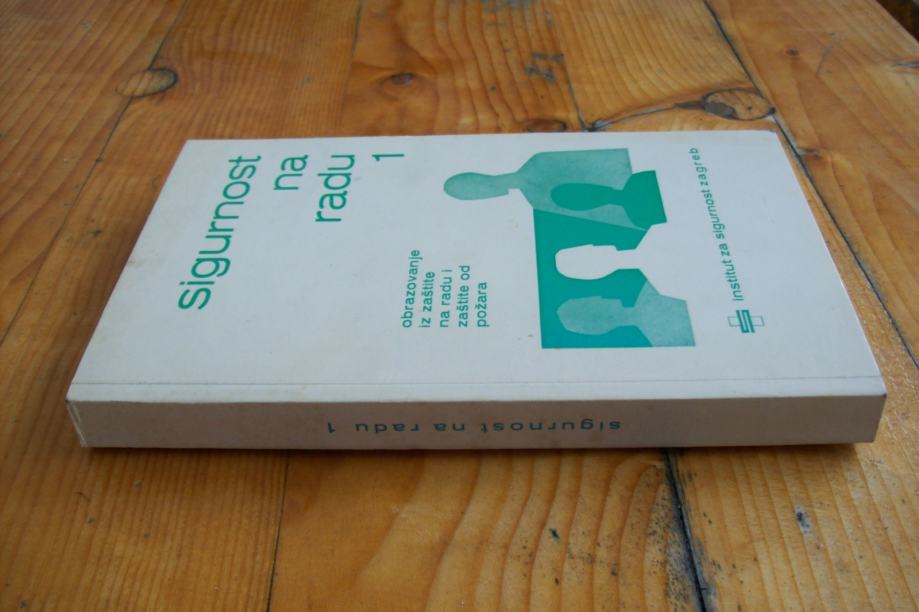 sigurnost
na
radu
1
obrazovanje
iz zaštite
na radu i
zaštite od
požara
institut za sigurnost zagreb
sigurnost na radu 1